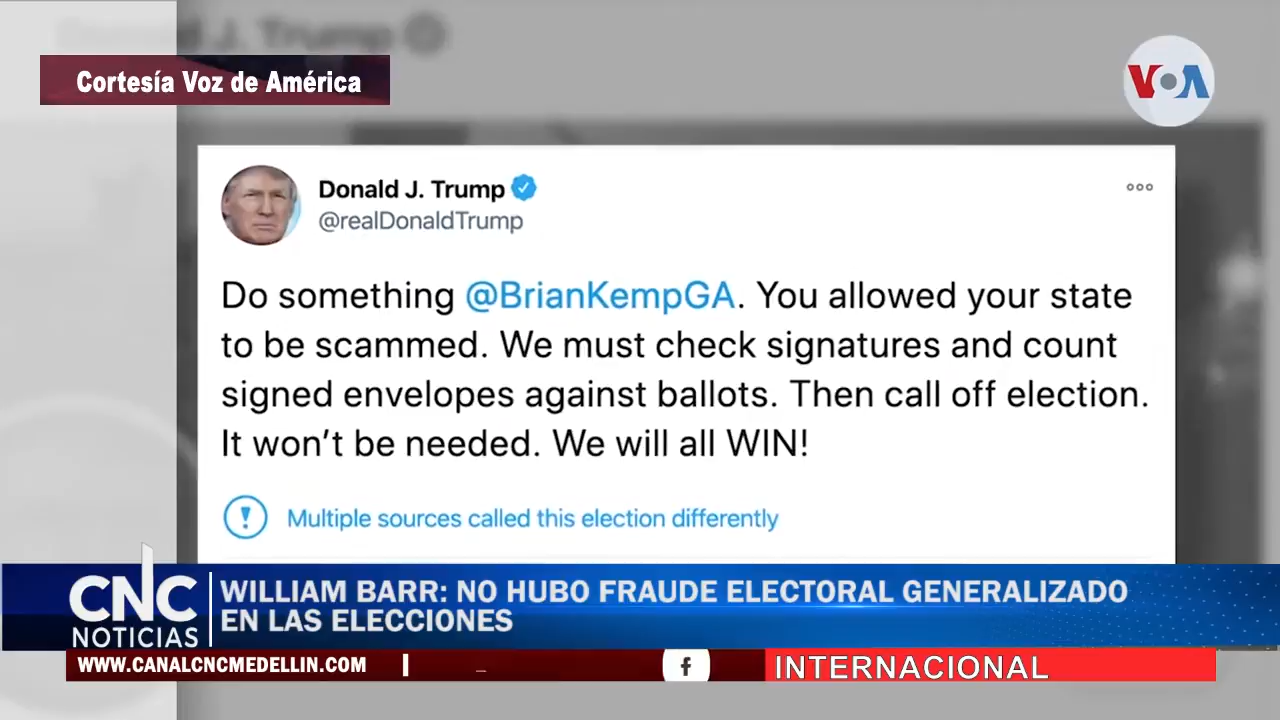 Cortesía Voz de América
VOA
Donald J. Trump
@realDonaldTrump
Do something @BrianKempGA. You allowed your state
to be scammed. We must check signatures and count
signed envelopes against ballots. Then call off election.
It won't be needed. We will all WIN!
Multiple sources called this election differently
CNC
NOTICIAS
WILLIAM BARR: NO HUBO FRAUDE ELECTORAL GENERALIZADO
EN LAS ELECCIONES
WWW.CANALCNCMEDELLIN.COM
INTERNACIONAL